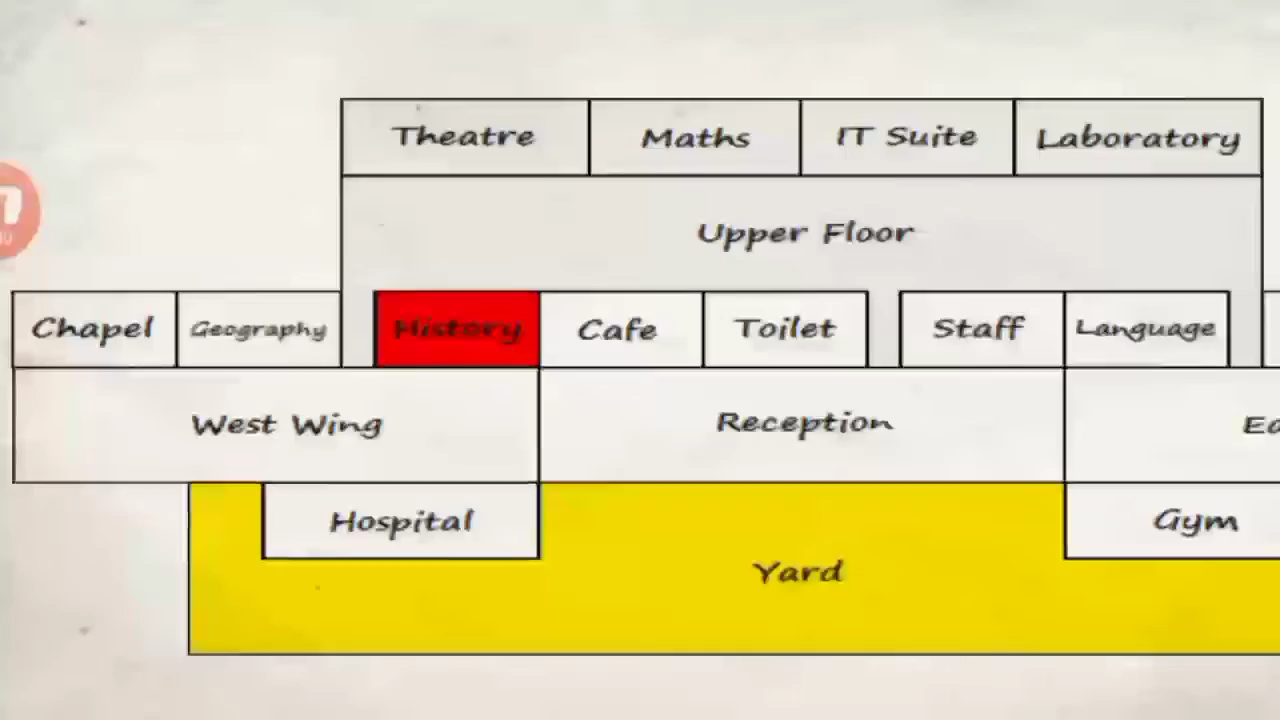 Theatre Maths IT Suite Laboratory
Upper Floor
Chapel Geography History Cafe Toilet Staff Language
West Wing Reception
Hospital Gym
Yard